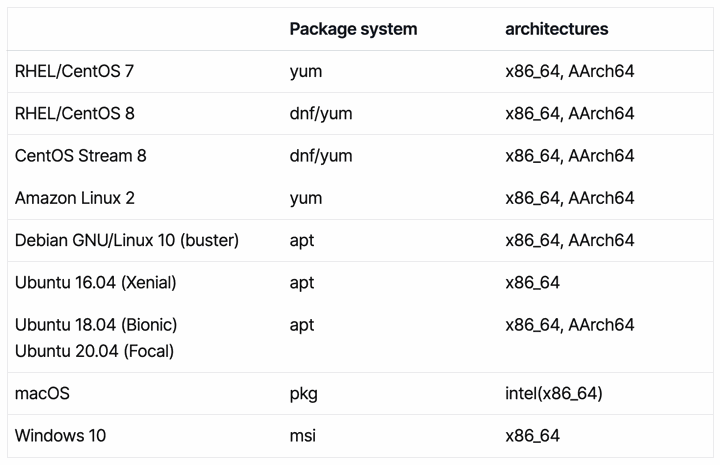 Package system architectures
RHEL/CentOS 7 yum x86_64, AArch64
RHEL/CentOS 8 dnf/yum x86_64, AArch64
CentOS Stream 8 dnf/yum x86_64, AArch64
Amazon Linux 2 yum x86_64, AArch64
Debian GNU/Linux 10 (buster) apt x86_64, AArch64
Ubuntu 16.04 (Xenial) apt x86_64
Ubuntu 18.04 (Bionic) apt x86_64, AArch64
Ubuntu 20.04 (Focal)
macOS pkg intel(x86_64)
Windows 10 msi x86_64